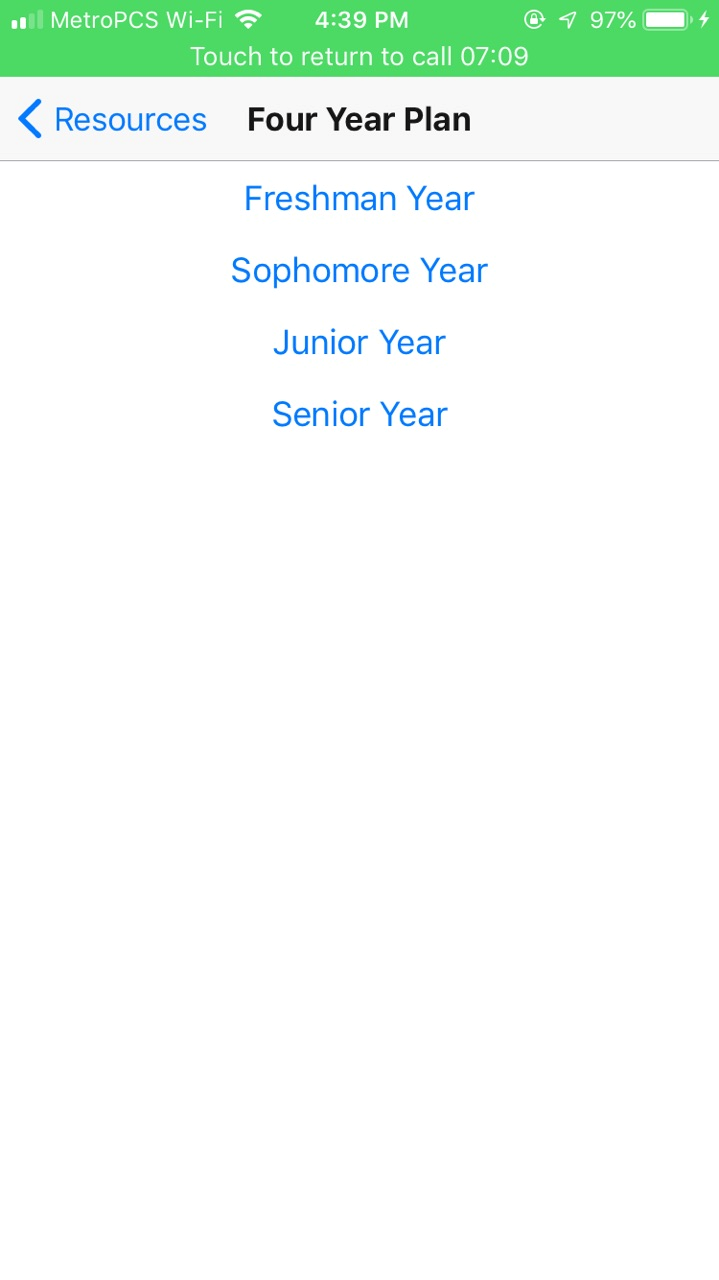 MetroPCS Wi-Fi 4:39 PM 97%
Touch to return to call 07:09
Resources Four Year Plan
Freshman Year
Sophomore Year
Junior Year
Senior Year